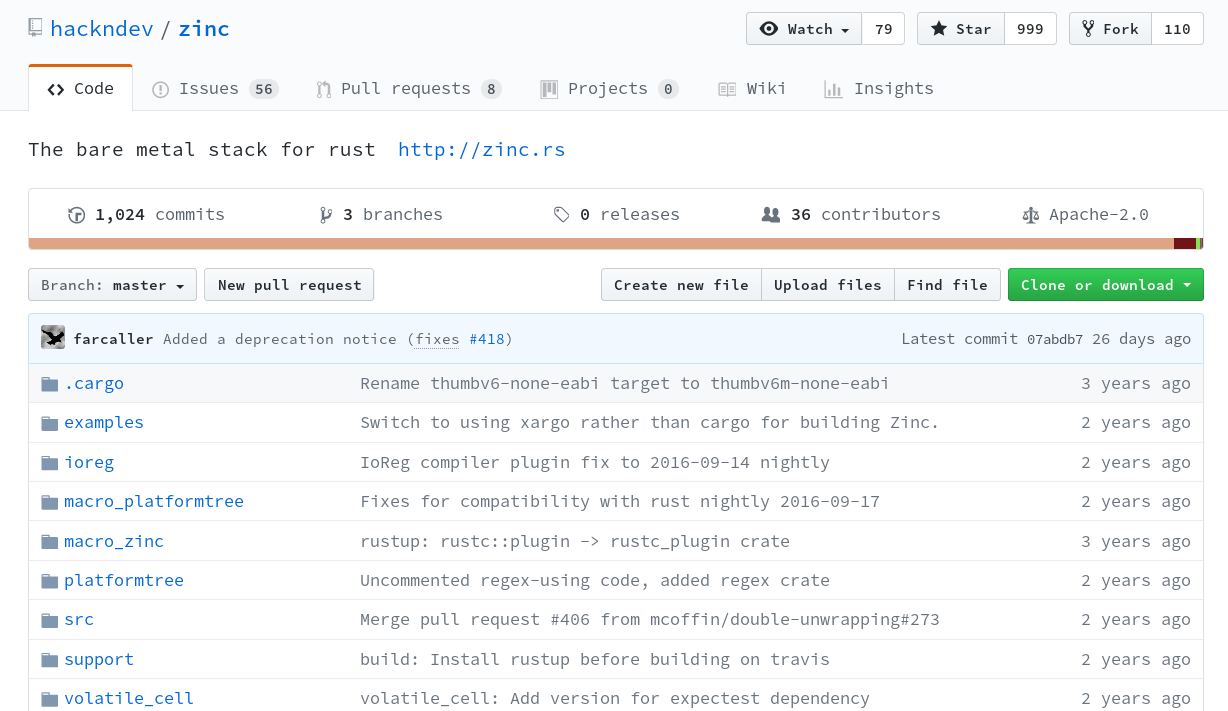 hackndev / zinc Watch 79 Star 999 Fork 110
Code Issues 56 Pull requests 8 Projects 0 Wiki Insights
The bare metal stack for rust http://zinc.rs
1,024 commits 3 branches 0 releases 36 contributors Apache-2.0
Branch: master New pull request Create new file Upload files Find file Clone or download
farcaller Added a deprecation notice (fixes #418) Latest commit 07abdb7 26 days ago
.cargo Rename thumbv6-none-eabi target to thumbv6m-none-eabi 3 years ago
examples Switch to using xargo rather than cargo for building Zinc. 2 years ago
ioreg IoReg compiler plugin fix to 2016-09-14 nightly 2 years ago
macro_platformtree Fixes for compatibility with rust nightly 2016-09-17 2 years ago
macro_zinc rustup: rustc::plugin -> rustc_plugin crate 3 years ago
platformtree Uncommented regex-using code, added regex crate 2 years ago
src Merge pull request #406 from mcoffin/double-unwrapping#273 2 years ago
support build: Install rustup before building on travis 2 years ago
volatile_cell volatile_cell: Add version for expectest dependency 2 years ago